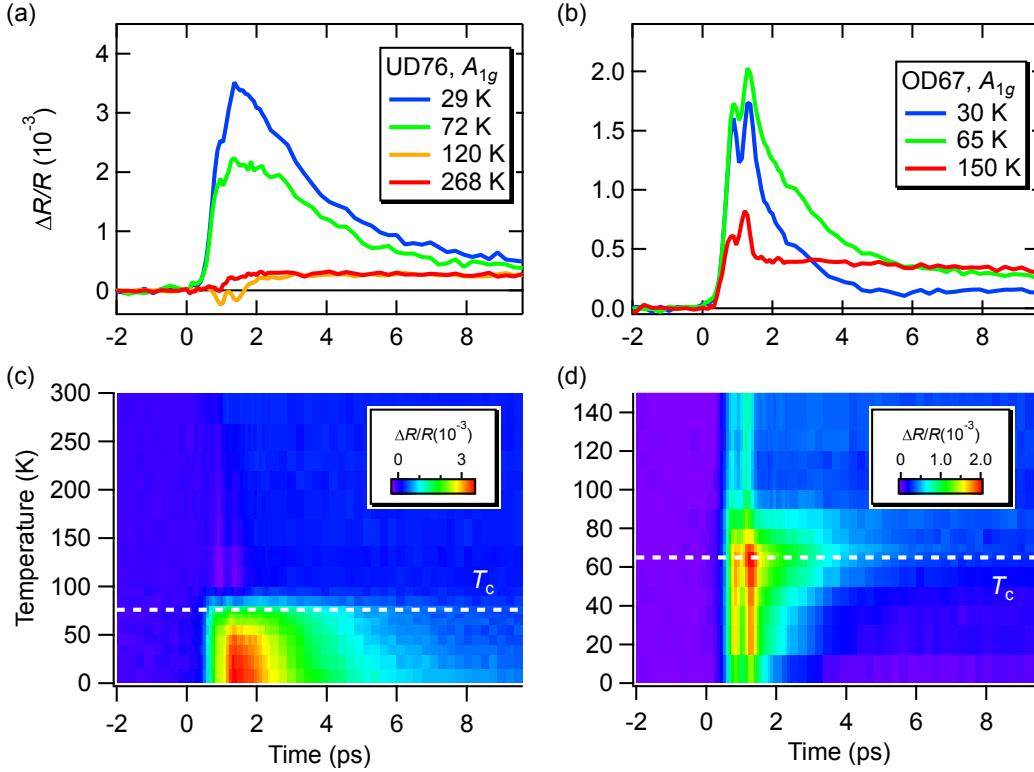 (a)
ΔR/R (10⁻³)
4
3
2
1
0
UD76, A1g
29 K
72 K
120 K
268 K
-2 0 2 4 6 8
(b)
2.0
1.5
1.0
0.5
0.0
OD67, A1g
30 K
65 K
150 K
-2 0 2 4 6 8
(c)
Temperature (K)
300
250
200
150
100
50
0
ΔR/R(10⁻³)
0 3
Tc
-2 0 2 4 6 8
Time (ps)
(d)
140
120
100
80
60
40
20
0
ΔR/R(10⁻³)
0 1.0 2.0
Tc
-2 0 2 4 6 8
Time (ps)